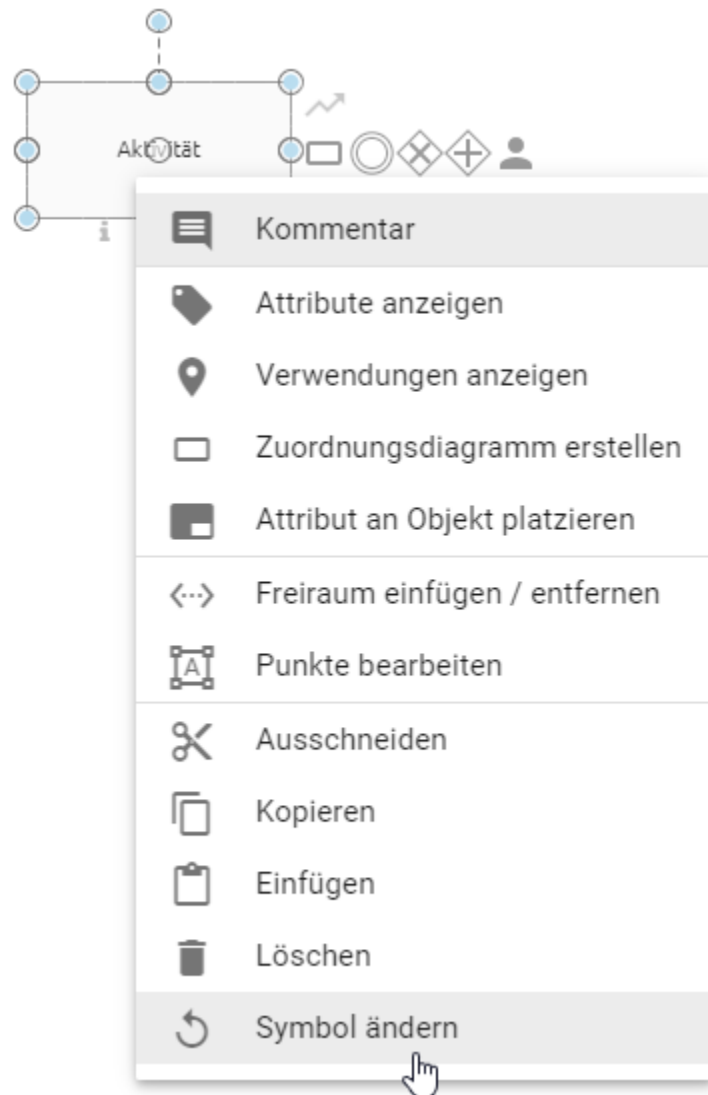 Aktivität
Kommentar
Attribute anzeigen
Verwendungen anzeigen
Zuordnungsdiagramm erstellen
Attribut an Objekt platzieren
Freiraum einfügen / entfernen
Punkte bearbeiten
Ausschneiden
Kopieren
Einfügen
Löschen
Symbol ändern